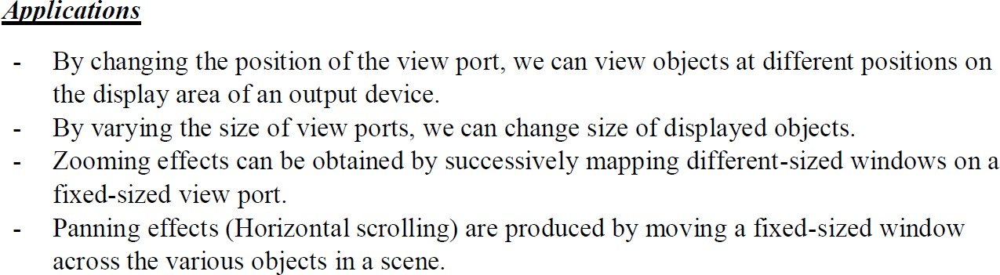 Applications
- By changing the position of the view port, we can view objects at different positions on
the display area of an output device.
- By varying the size of view ports, we can change size of displayed objects.
- Zooming effects can be obtained by successively mapping different-sized windows on a
fixed-sized view port.
- Panning effects (Horizontal scrolling) are produced by moving a fixed-sized window
across the various objects in a scene.